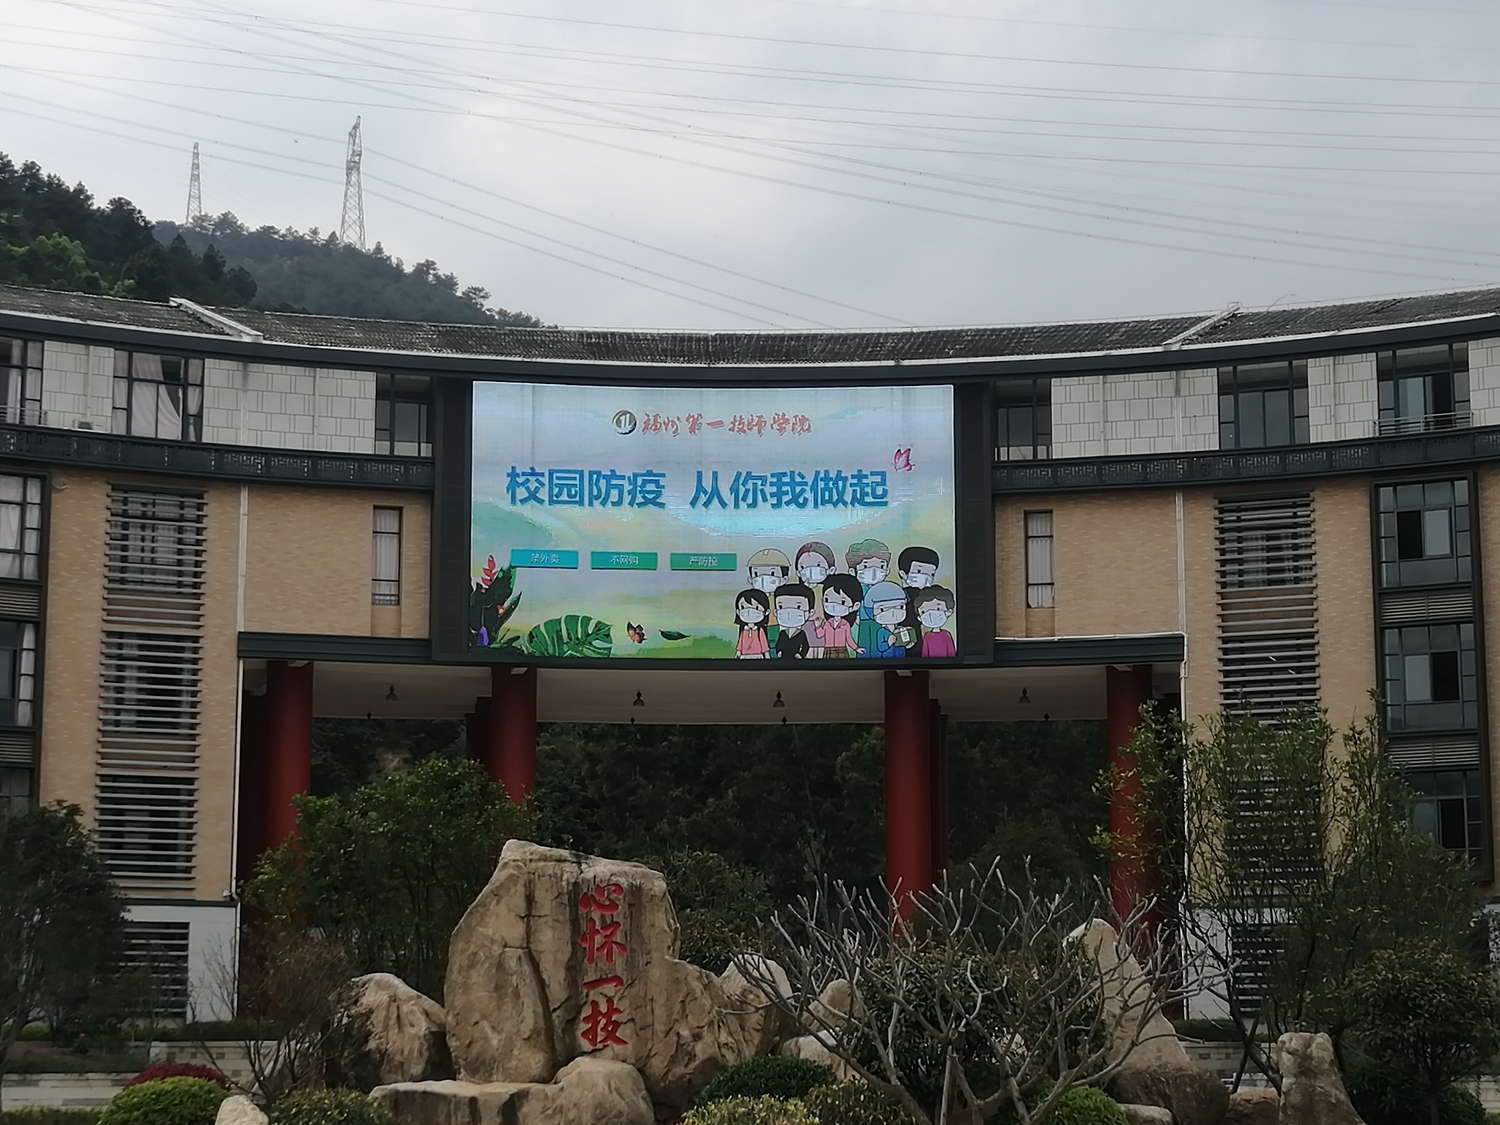 福州第一技师学院
校园防疫 从你我做起
禁外卖 不网购 严防控
心怀一技